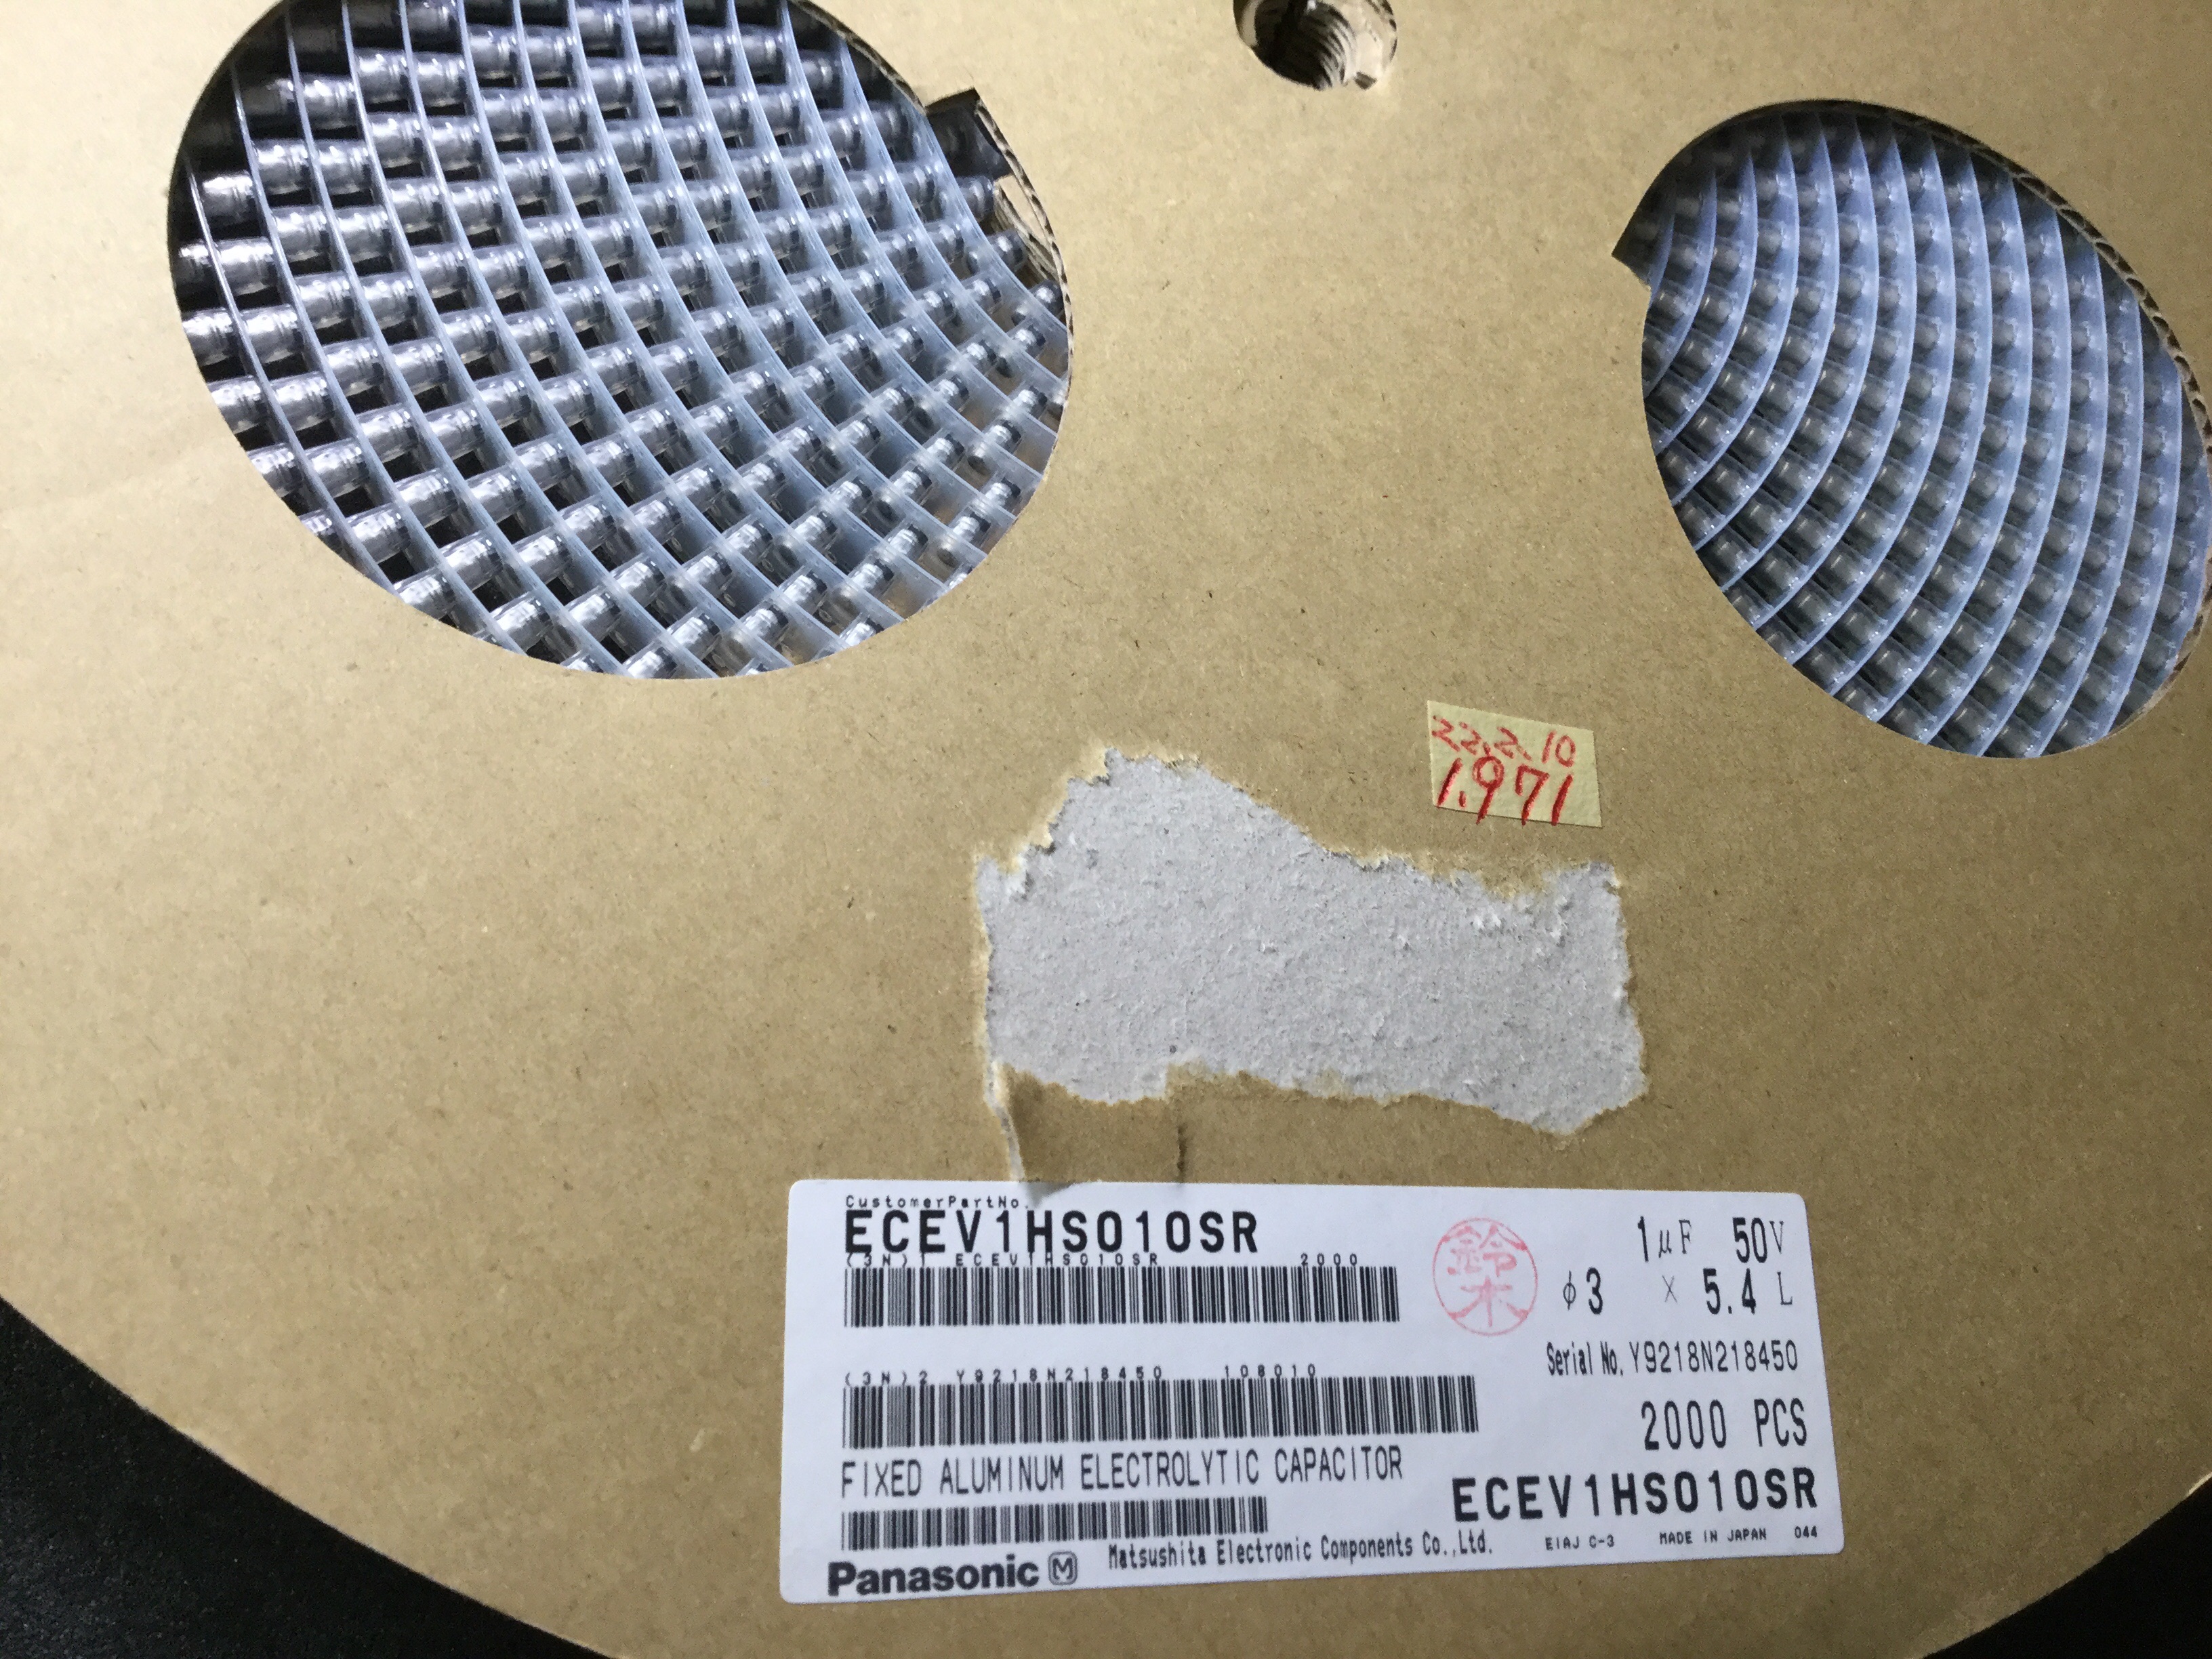 22.2.10
1.971
CustomerPartNo.
ECEV1HS010SR
(3N)1 ECEV1HS010SR 2000
鈴木
1μF 50V
φ3 × 5.4 L
Serial No. Y9218N218450
(3N)2 Y9218N218450 108010
2000 PCS
FIXED ALUMINUM ELECTROLYTIC CAPACITOR
ECEV1HS010SR
Panasonic M Matsushita Electronic Components Co.,Ltd. EIAJ C-3 MADE IN JAPAN 044